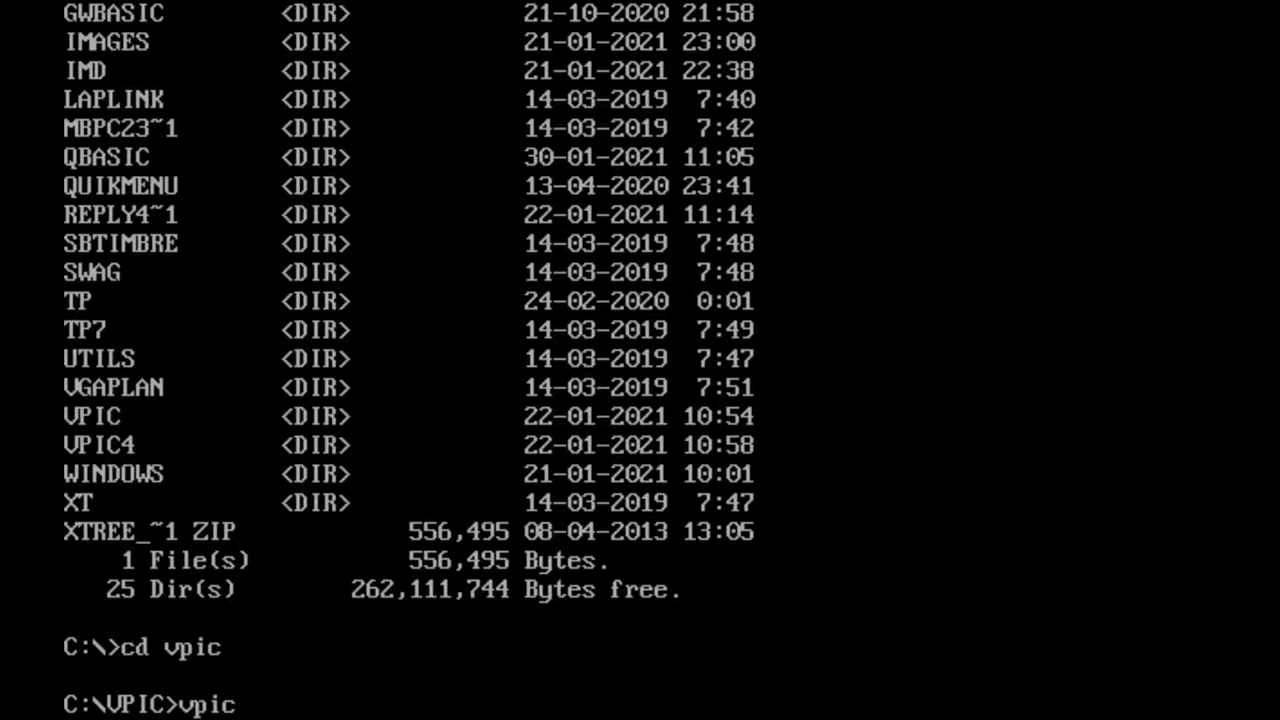 GWBASIC <DIR> 21-10-2020 21:58
IMAGES <DIR> 21-01-2021 23:00
IMD <DIR> 21-01-2021 22:38
LAPLINK <DIR> 14-03-2019 7:40
MBPC23~1 <DIR> 14-03-2019 7:42
QBASIC <DIR> 30-01-2021 11:05
QUIKMENU <DIR> 13-04-2020 23:41
REPLY4~1 <DIR> 22-01-2021 11:14
SBTIMBRE <DIR> 14-03-2019 7:48
SWAG <DIR> 14-03-2019 7:48
TP <DIR> 24-02-2020 0:01
TP7 <DIR> 14-03-2019 7:49
UTILS <DIR> 14-03-2019 7:47
VGAPLAN <DIR> 14-03-2019 7:51
VPIC <DIR> 22-01-2021 10:54
VPIC4 <DIR> 22-01-2021 10:58
WINDOWS <DIR> 21-01-2021 10:01
XT <DIR> 14-03-2019 7:47
XTREE_~1 ZIP 556,495 08-04-2013 13:05
1 File(s) 556,495 Bytes.
25 Dir(s) 262,111,744 Bytes free.
C:\>cd vpic
C:\VPIC>vpic